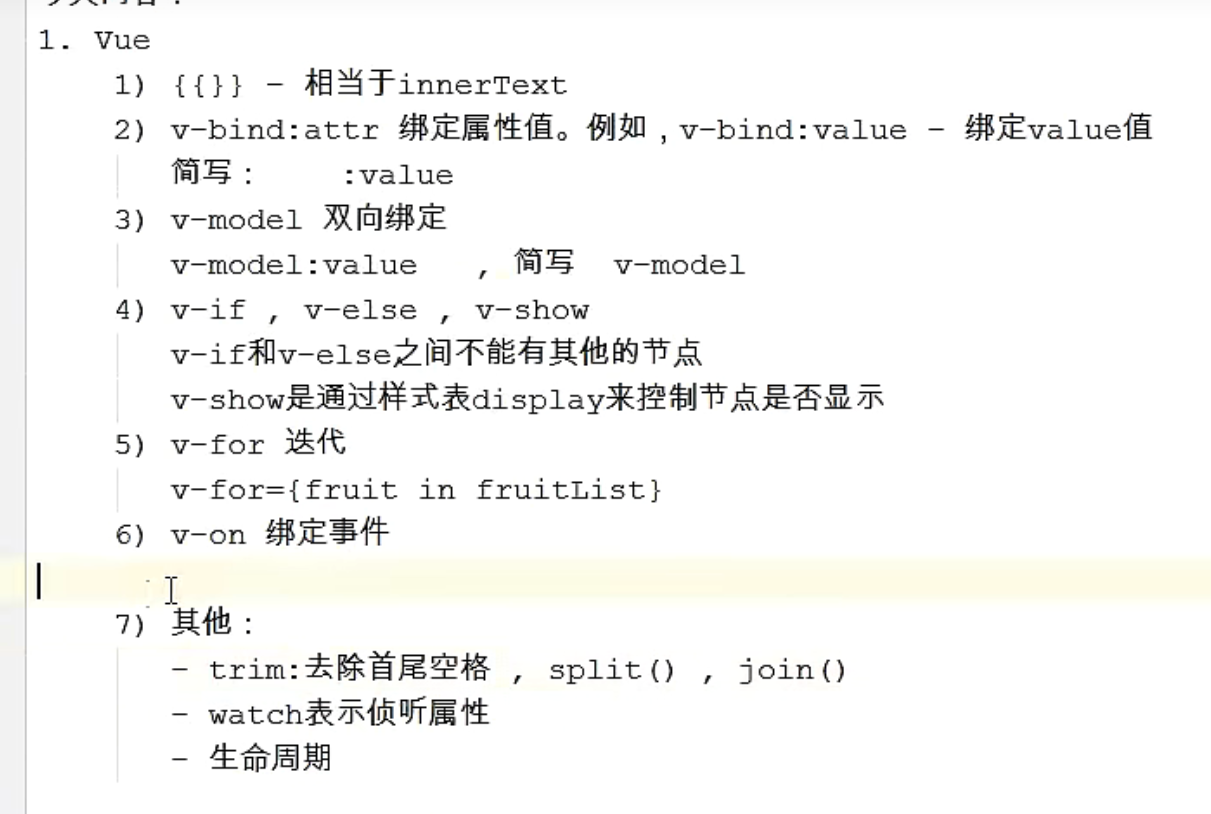 1. Vue
1) {{}} - 相当于innerText
2) v-bind:attr 绑定属性值。例如，v-bind:value - 绑定value值
简写：    :value
3) v-model 双向绑定
v-model:value   , 简写  v-model
4) v-if , v-else , v-show
v-if和v-else之间不能有其他的节点
v-show是通过样式表display来控制节点是否显示
5) v-for 迭代
v-for={fruit in fruitList}
6) v-on 绑定事件
7) 其他：
- trim:去除首尾空格 , split() , join()
- watch表示侦听属性
- 生命周期